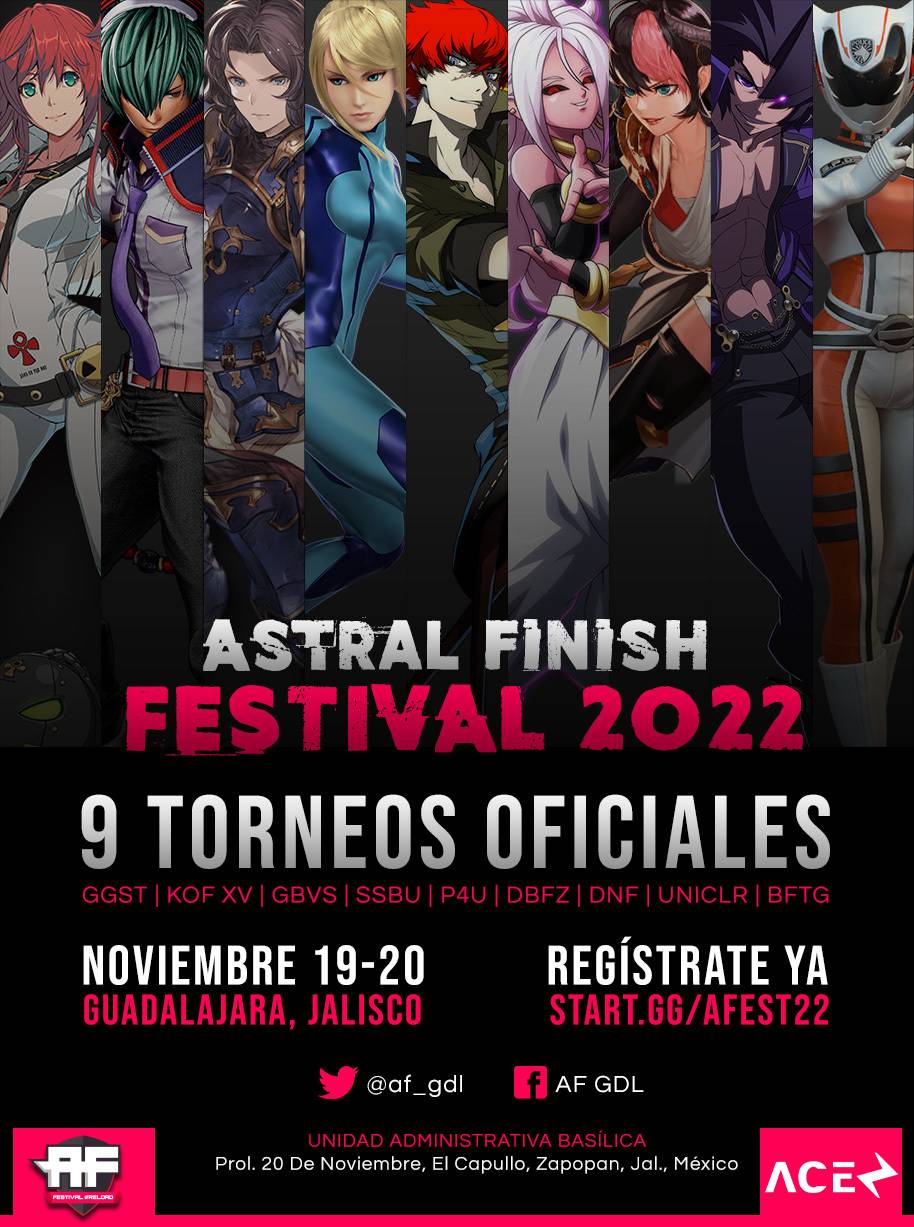 ASTRAL FINISH
FESTIVAL 2022
9 TORNEOS OFICIALES
GGST | KOF XV | GBVS | SSBU | P4U | DBFZ | DNF | UNICLR | BFTG
NOVIEMBRE 19-20
GUADALAJARA, JALISCO
REGÍSTRATE YA
START.GG/AFEST22
@af_gdl
AF GDL
UNIDAD ADMINISTRATIVA BASÍLICA
Prol. 20 De Noviembre, El Capullo, Zapopan, Jal., México
AF
FESTIVAL #RELOAD
ACE